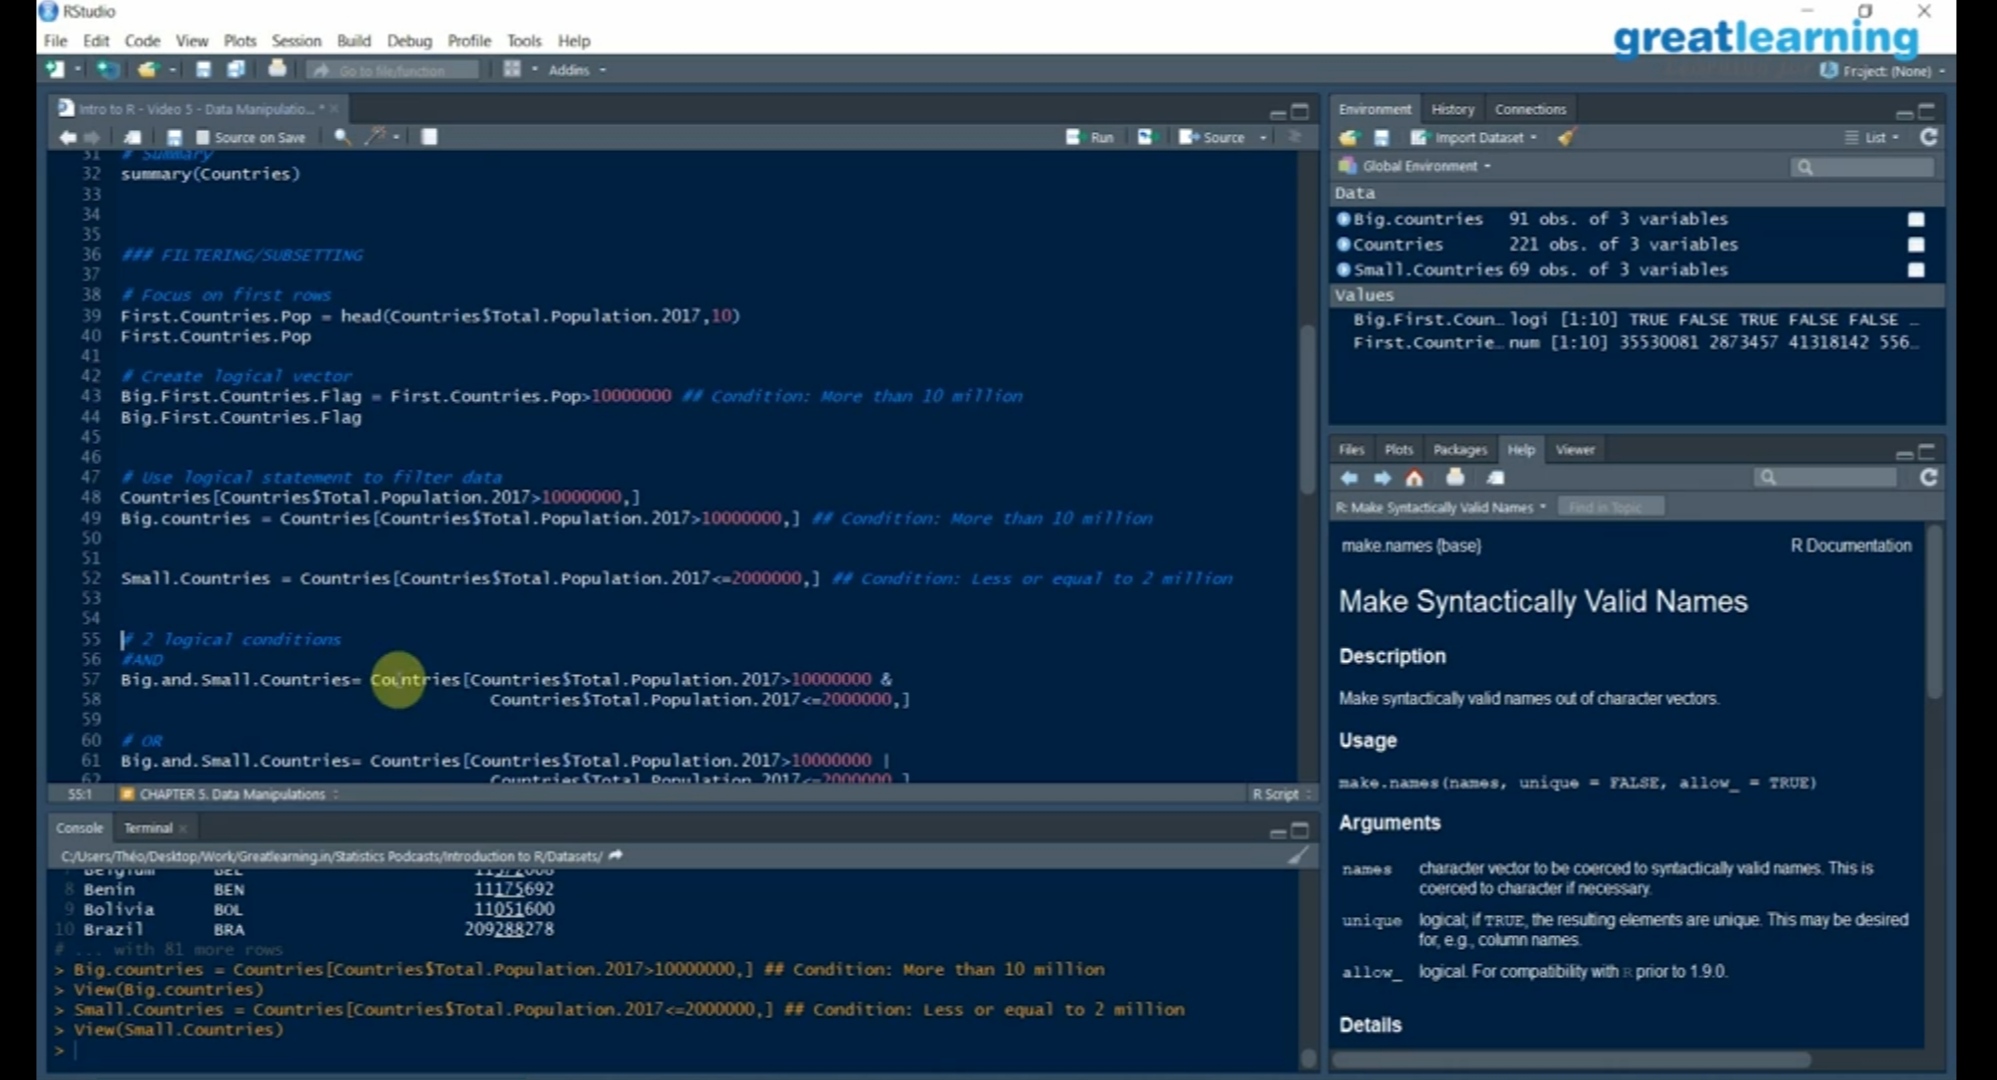 RStudio
File Edit Code View Plots Session Build Debug Profile Tools Help
greatlearning
Go to file/function Addins
Project: (None)
Intro to R - Video 5 - Data Manipulatio... *
Source on Save Run Source
31 # Summary
32 summary(Countries)
33
34
35
36 ### FILTERING/SUBSETTING
37
38 # Focus on first rows
39 First.Countries.Pop = head(Countries$Total.Population.2017,10)
40 First.Countries.Pop
41
42 # Create logical vector
43 Big.First.Countries.Flag = First.Countries.Pop>10000000 ## Condition: More than 10 million
44 Big.First.Countries.Flag
45
46
47 # Use logical statement to filter data
48 Countries[Countries$Total.Population.2017>10000000,]
49 Big.countries = Countries[Countries$Total.Population.2017>10000000,] ## Condition: More than 10 million
50
51
52 Small.Countries = Countries[Countries$Total.Population.2017<=2000000,] ## Condition: Less or equal to 2 million
53
54
55 # 2 logical conditions
56 #AND
57 Big.and.Small.Countries= Countries[Countries$Total.Population.2017>10000000 &
58 Countries$Total.Population.2017<=2000000,]
59
60 # OR
61 Big.and.Small.Countries= Countries[Countries$Total.Population.2017>10000000 |
62 Countries$Total.Population.2017<=2000000,]
55:1 CHAPTER 5. Data Manipulations R Script
Console Terminal
C:/Users/Théo/Desktop/Work/Greatlearning.in/Statistics Podcasts/Introduction to R/Datasets/
7 Belgium BEL
8 Benin BEN 11175692
9 Bolivia BOL 11051600
10 Brazil BRA 209288278
# ... with 81 more rows
> Big.countries = Countries[Countries$Total.Population.2017>10000000,] ## Condition: More than 10 million
> View(Big.countries)
> Small.Countries = Countries[Countries$Total.Population.2017<=2000000,] ## Condition: Less or equal to 2 million
> View(Small.Countries)
>
Environment History Connections
Import Dataset List
Global Environment
Data
Big.countries 91 obs. of 3 variables
Countries 221 obs. of 3 variables
Small.Countries 69 obs. of 3 variables
Values
Big.First.Coun… logi [1:10] TRUE FALSE TRUE FALSE FALSE …
First.Countrie… num [1:10] 35530081 2873457 41318142 556…
Files Plots Packages Help Viewer
R: Make Syntactically Valid Names Find in Topic
make.names {base} R Documentation
Make Syntactically Valid Names
Description
Make syntactically valid names out of character vectors.
Usage
make.names(names, unique = FALSE, allow_ = TRUE)
Arguments
names character vector to be coerced to syntactically valid names. This is
coerced to character if necessary.
unique logical; if TRUE, the resulting elements are unique. This may be desired
for, e.g., column names.
allow_ logical. For compatibility with R prior to 1.9.0.
Details